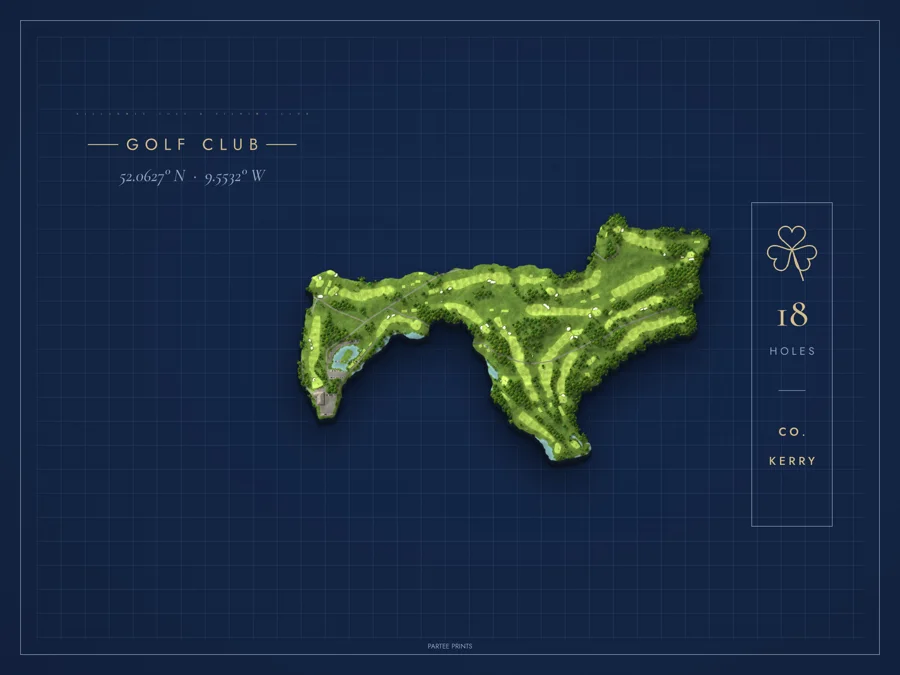 GOLF CLUB
52.0627° N · 9.5532° W
18
HOLES
CO.
KERRY
PARTEE PRINTS